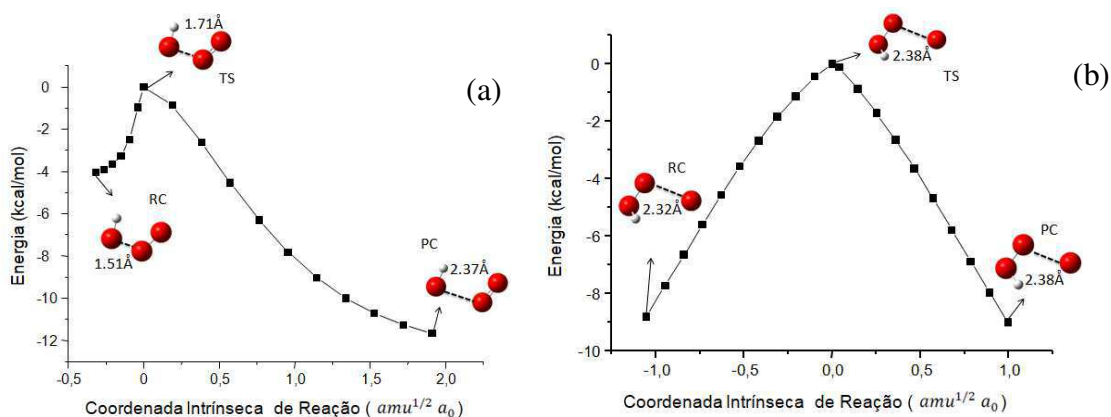 (a)
Energia (kcal/mol)
0
-2
-4
-6
-8
-10
-12
1.71Å
TS
RC
1.51Å
PC
2.37Å
-0,5
0
0,5
1,0
1,5
2,0
Coordenada Intrínseca de Reação ( amu^{1/2} a_0)
(b)
Energia (kcal/mol)
0
-2
-4
-6
-8
-10
2.38Å
TS
RC
2.32Å
PC
2.38Å
-1,0
-0,5
0,0
0,5
1,0
Coordenada Intrínseca de Reação ( amu^{1/2} a_0)